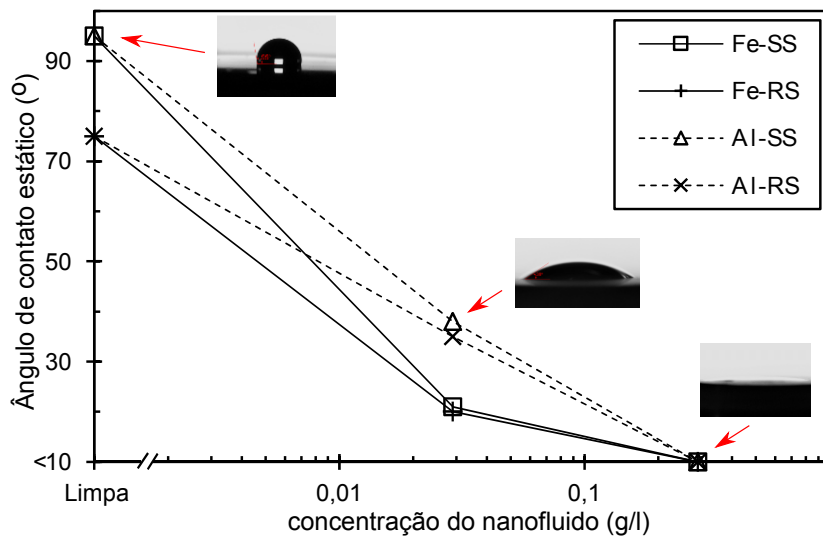 Ângulo de contato estático (º)
90
70
50
30
<10
Limpa
0,01
0,1
concentração do nanofluido (g/l)
Fe-SS
Fe-RS
Al-SS
Al-RS